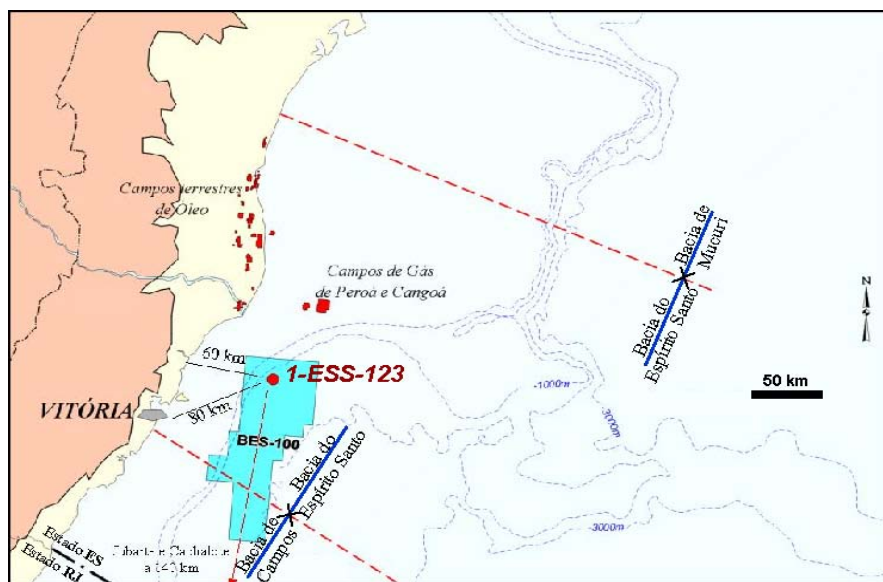 Campos terrestres
de Óleo
Bacia de
Mucuri
Bacia do
Espírito Santo
N
Campos de Gás
de Peroá e Cangoá
60 km
1-ESS-123
-1000m
50 km
VITÓRIA
80 km
3000m
BES-100
Bacia do
Espírito Santo
Bacia de
Campos
-3000m
Estado ES
Estado RJ
Jubarte e Cachalote
a 140 km